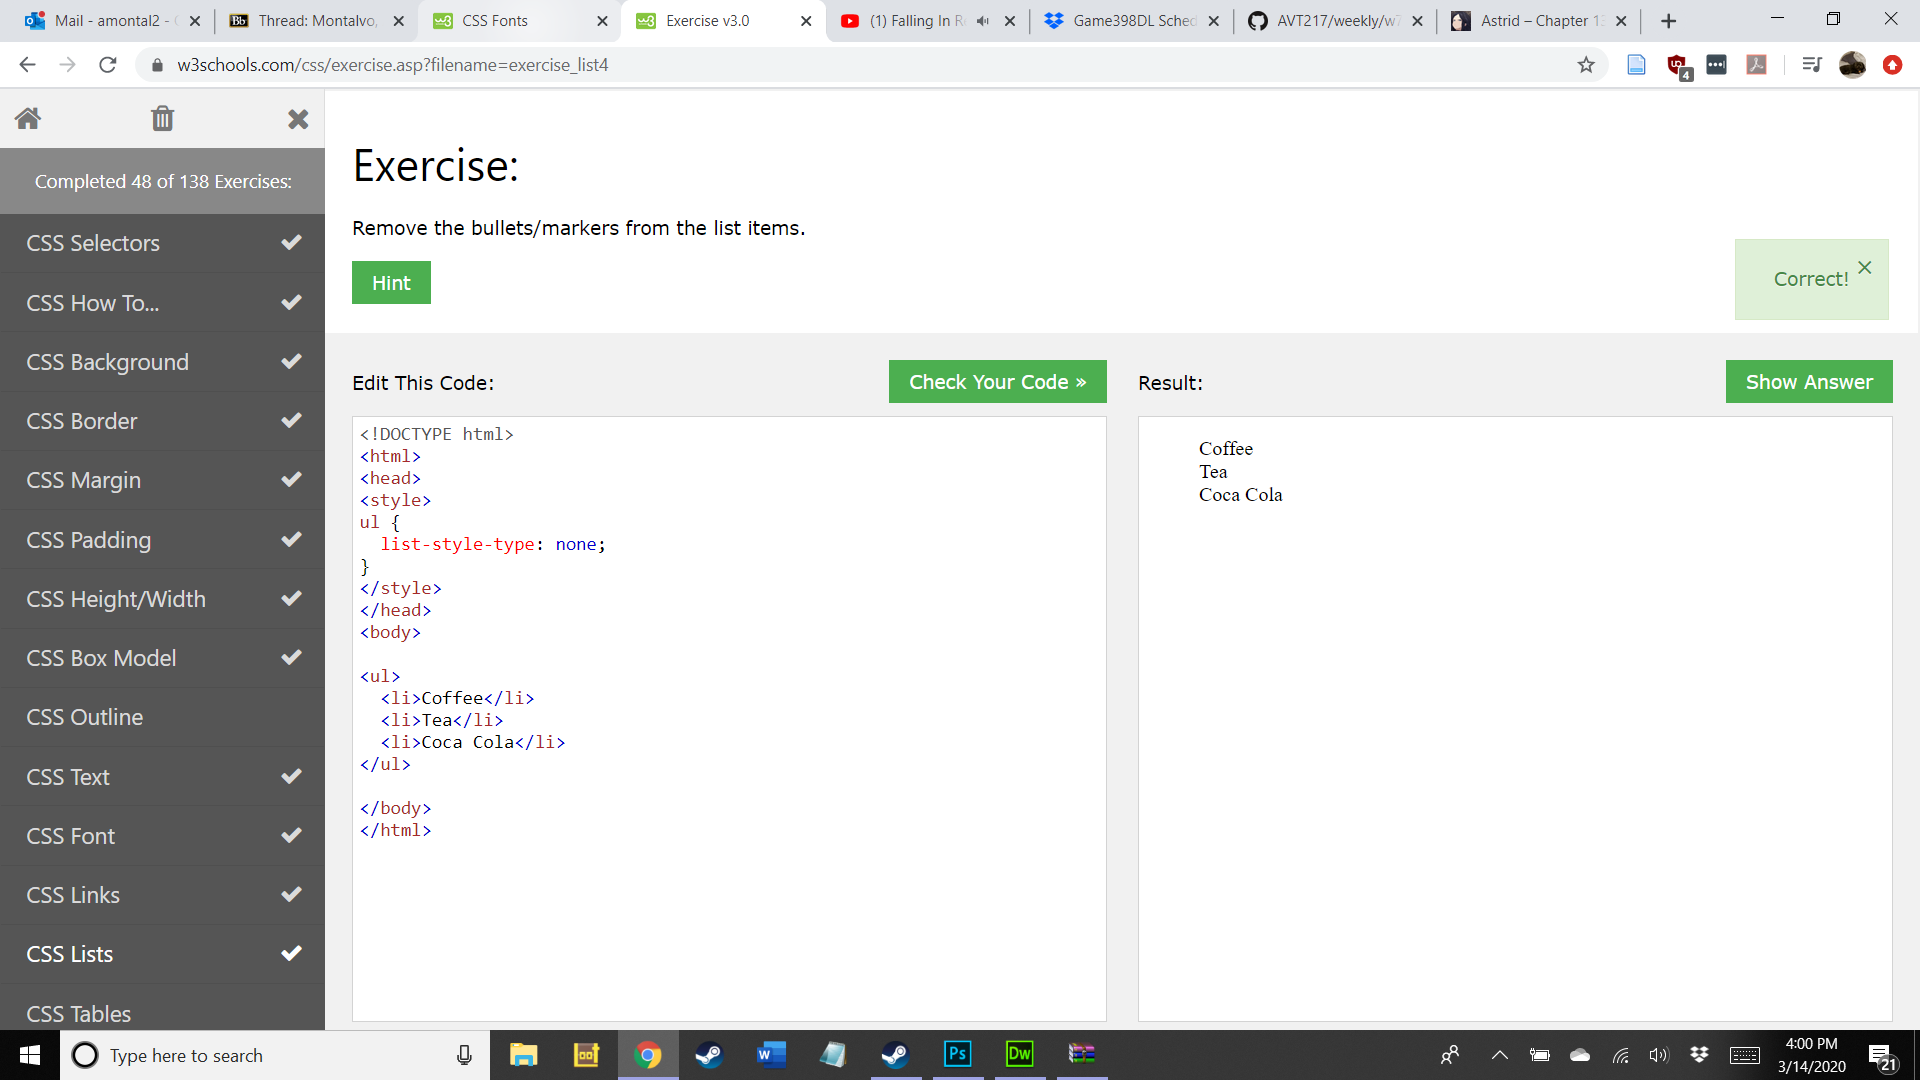 Mail - amontal2 -
Thread: Montalvo,
CSS Fonts
Exercise v3.0
(1) Falling In R
Game398DL Sched
AVT217/weekly/w7
Astrid – Chapter 13
w3schools.com/css/exercise.asp?filename=exercise_list4
4
Completed 48 of 138 Exercises:
CSS Selectors
CSS How To...
CSS Background
CSS Border
CSS Margin
CSS Padding
CSS Height/Width
CSS Box Model
CSS Outline
CSS Text
CSS Font
CSS Links
CSS Lists
CSS Tables
Exercise:
Remove the bullets/markers from the list items.
Hint
Correct!
Edit This Code:
Check Your Code »
Result:
Show Answer
<!DOCTYPE html>
<html>
<head>
<style>
ul {
  list-style-type: none;
}
</style>
</head>
<body>
<ul>
  <li>Coffee</li>
  <li>Tea</li>
  <li>Coca Cola</li>
</ul>
</body>
</html>
Coffee
Tea
Coca Cola
Type here to search
Ps
Dw
4:00 PM
3/14/2020
21